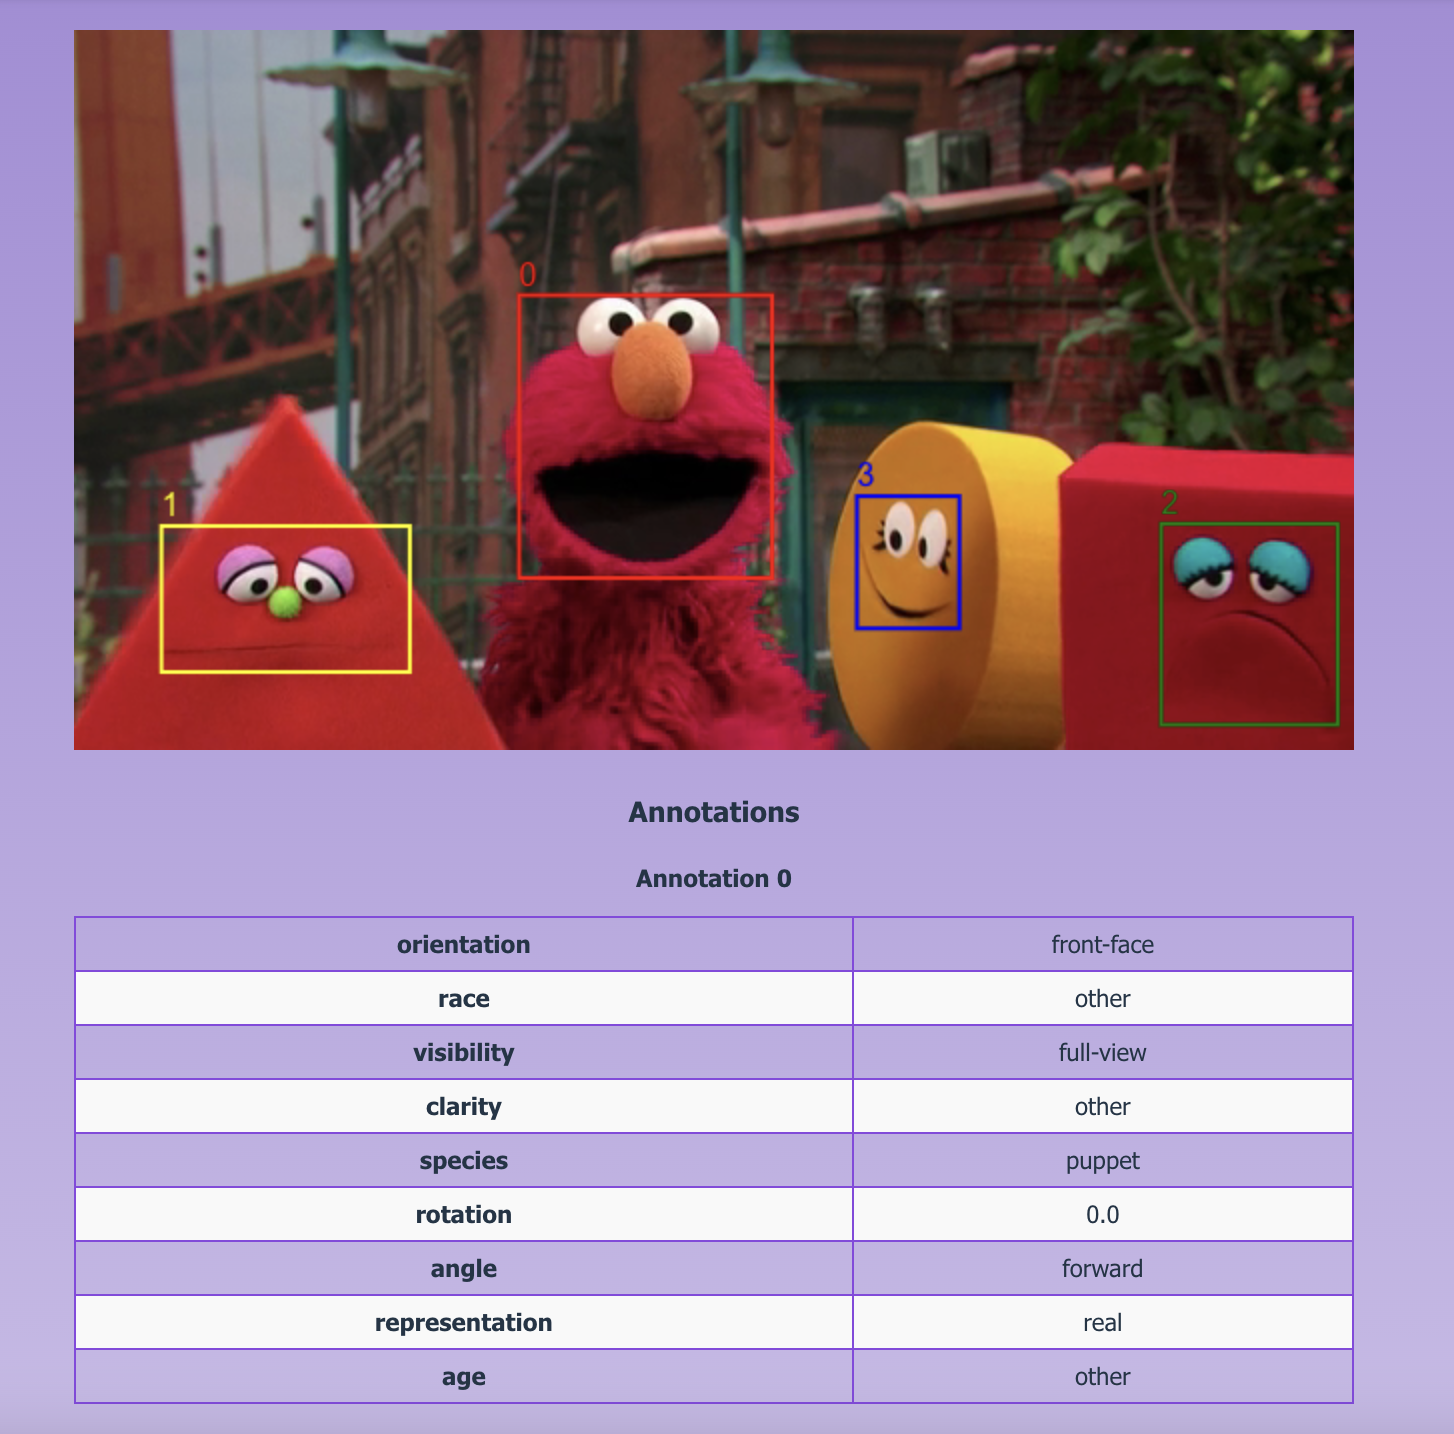 0
3
1
2
Annotations
Annotation 0
orientation front-face
race other
visibility full-view
clarity other
species puppet
rotation 0.0
angle forward
representation real
age other